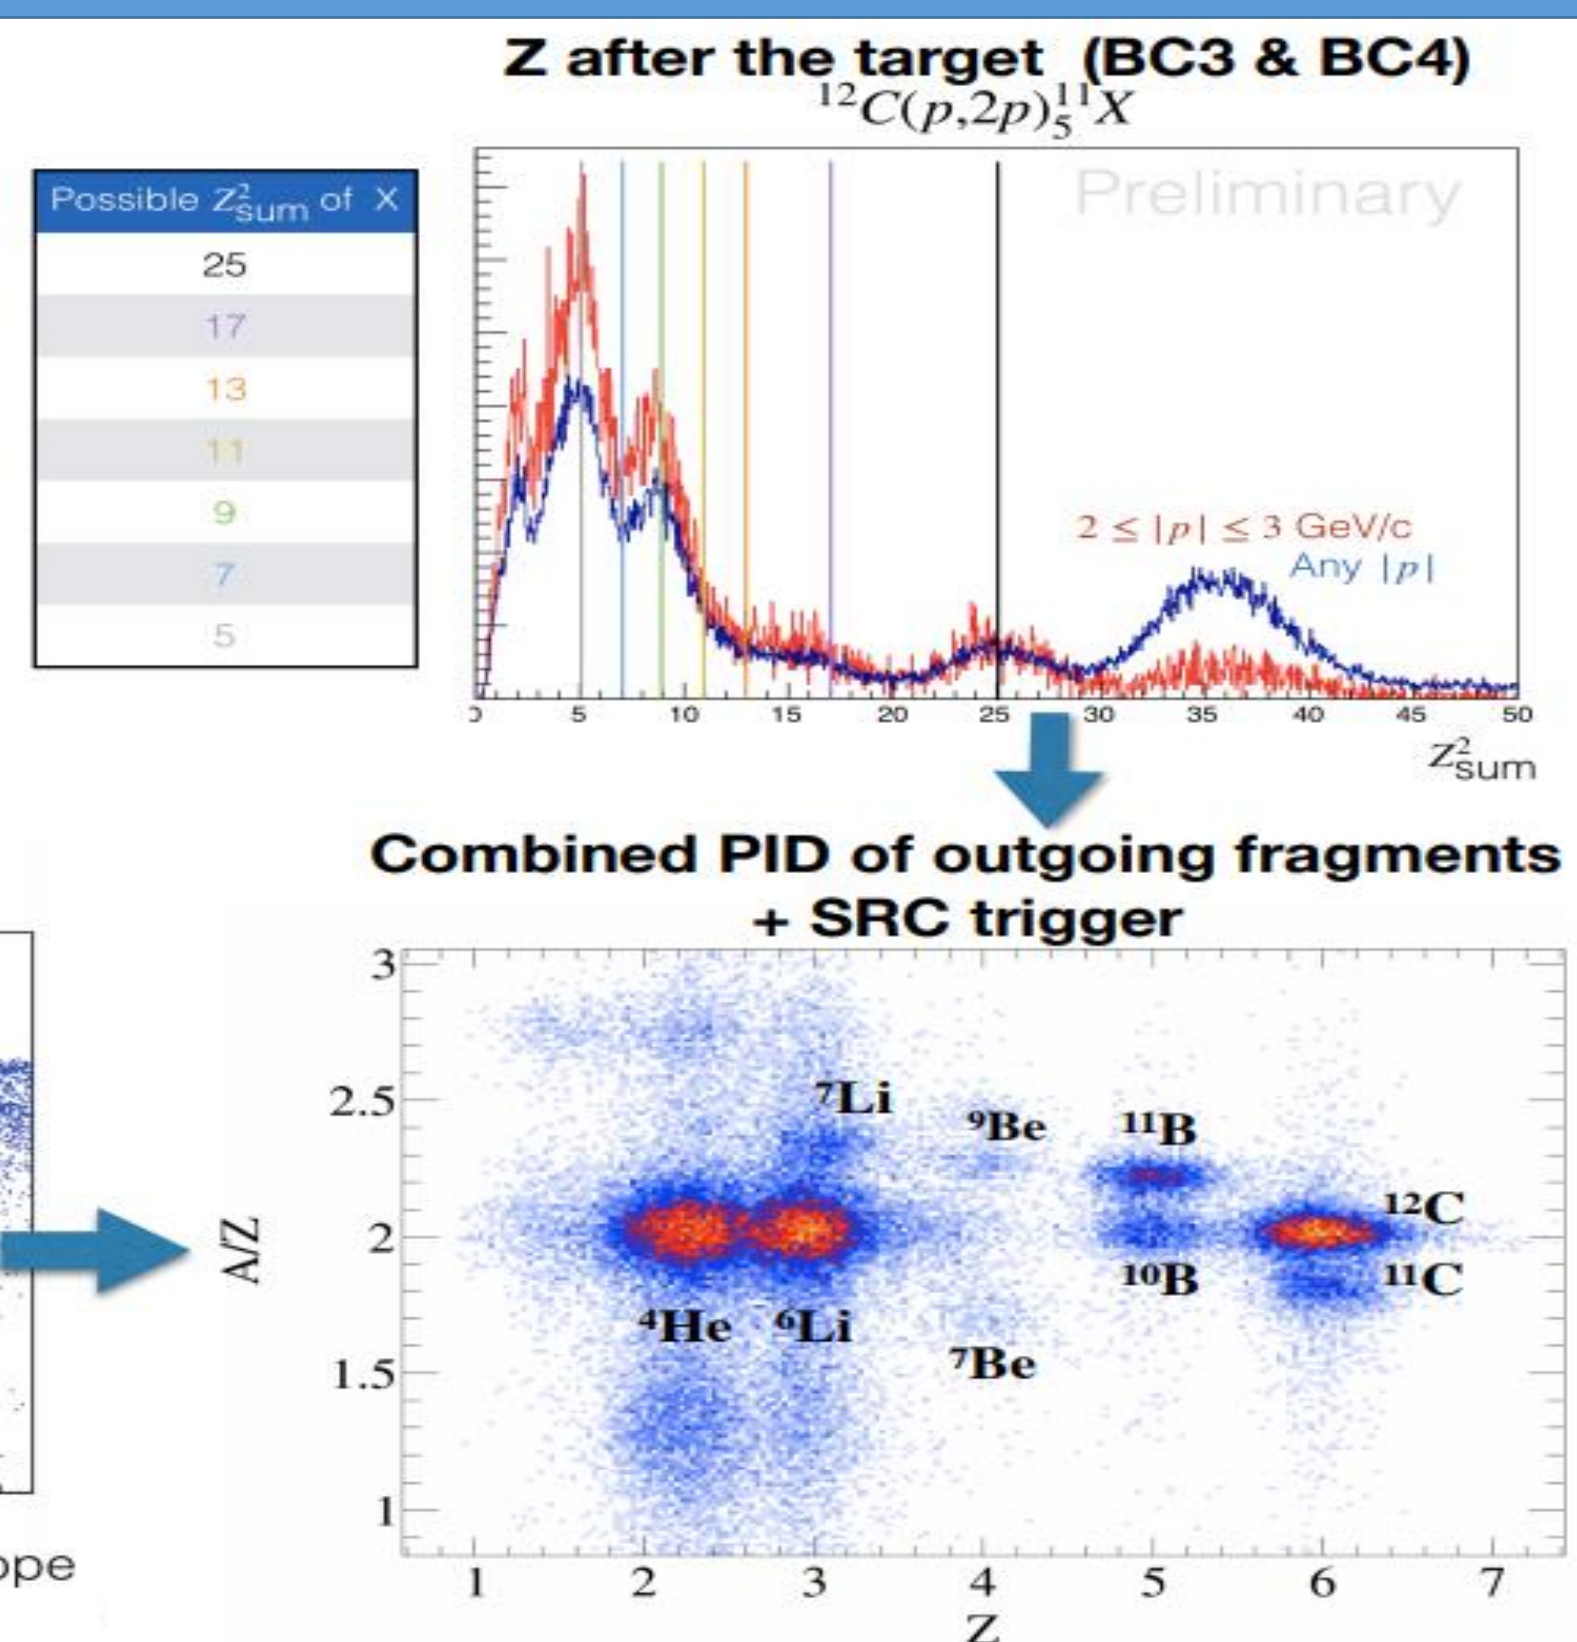 Z after the target (BC3 & BC4)
¹²C(p,2p)¹¹₅X
Possible Z²sum of X
25
17
13
11
9
7
5
Preliminary
2 ≤ |p| ≤ 3 GeV/c
Any |p|
5 10 15 20 25 30 35 40 45 50
Z²sum
Combined PID of outgoing fragments
+ SRC trigger
3
2.5
2
1.5
1
A/Z
⁷Li
⁹Be
¹¹B
¹²C
¹⁰B
¹¹C
⁴He
⁶Li
⁷Be
1 2 3 4 5 6 7
Z
ope